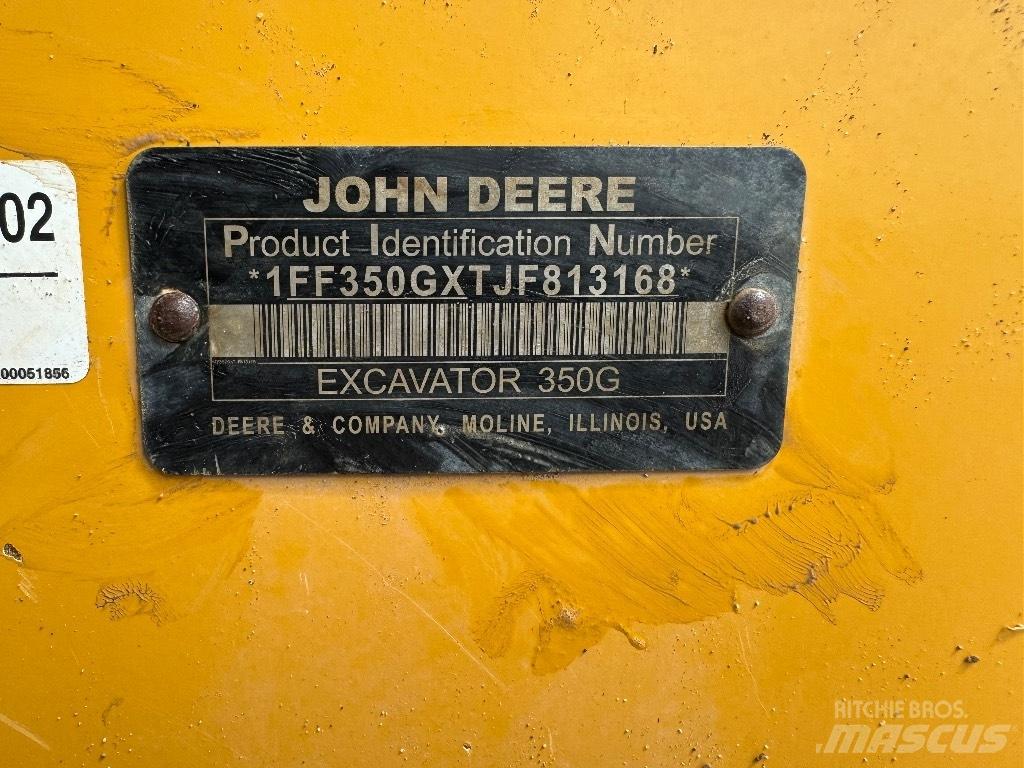 02
00051856
JOHN DEERE
Product Identification Number
*1FF350GXTJF813168*
EXCAVATOR 350G
DEERE & COMPANY, MOLINE, ILLINOIS, USA
RITCHIE BROS.
MASCUS